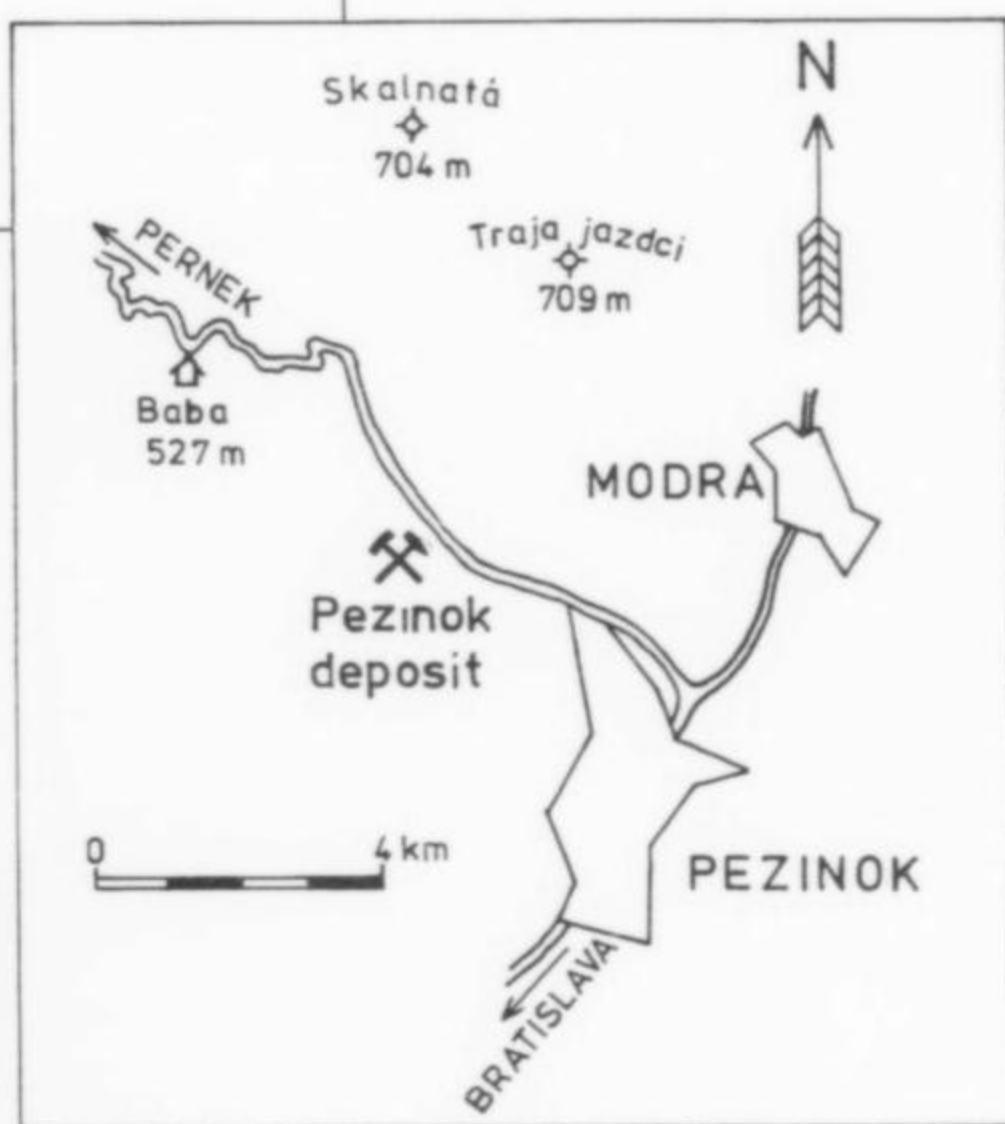 N
Skalnatá
704 m
Traja jazdci
709 m
PERNEK
Baba
527 m
MODRA
Pezinok
deposit
0 4 km
PEZINOK
BRATISLAVA